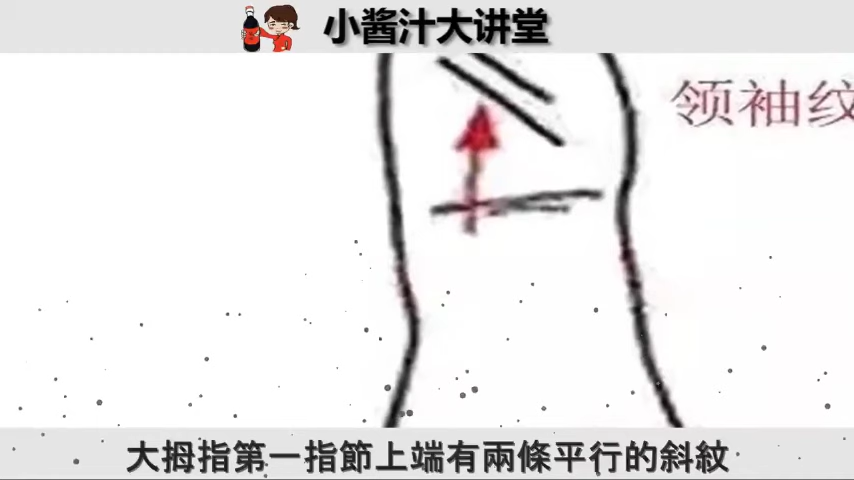 小酱汁大讲堂
领袖纹
大拇指第一指節上端有兩條平行的斜紋